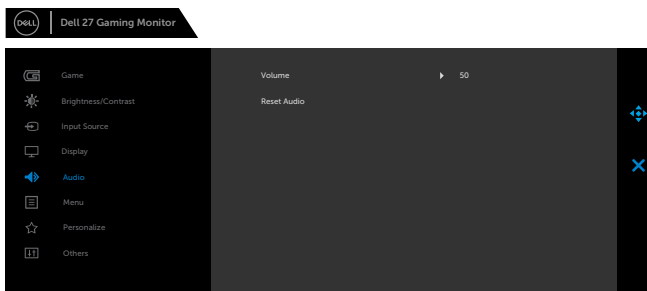 DELL
Dell 27 Gaming Monitor
Game
Volume 50
Brightness/Contrast
Reset Audio
Input Source
Display
Audio
Menu
Personalize
Others